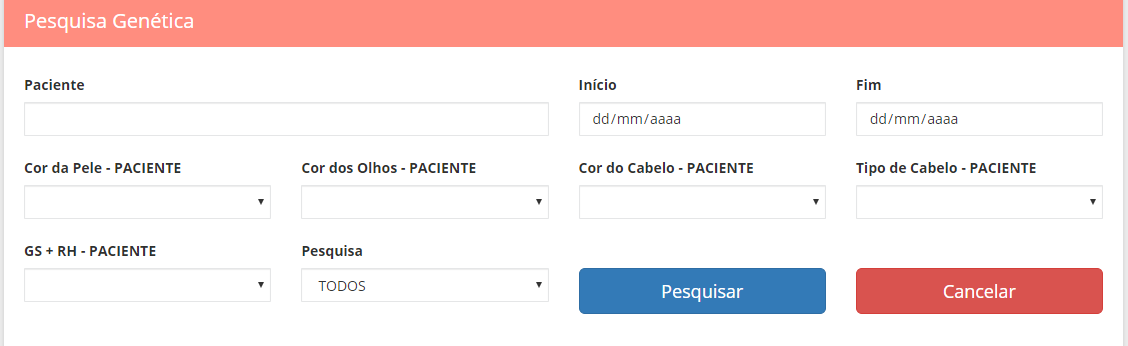 Pesquisa Genética
Paciente Início Fim
dd/mm/aaaa dd/mm/aaaa
Cor da Pele - PACIENTE Cor dos Olhos - PACIENTE Cor do Cabelo - PACIENTE Tipo de Cabelo - PACIENTE
GS + RH - PACIENTE Pesquisa
TODOS Pesquisar Cancelar